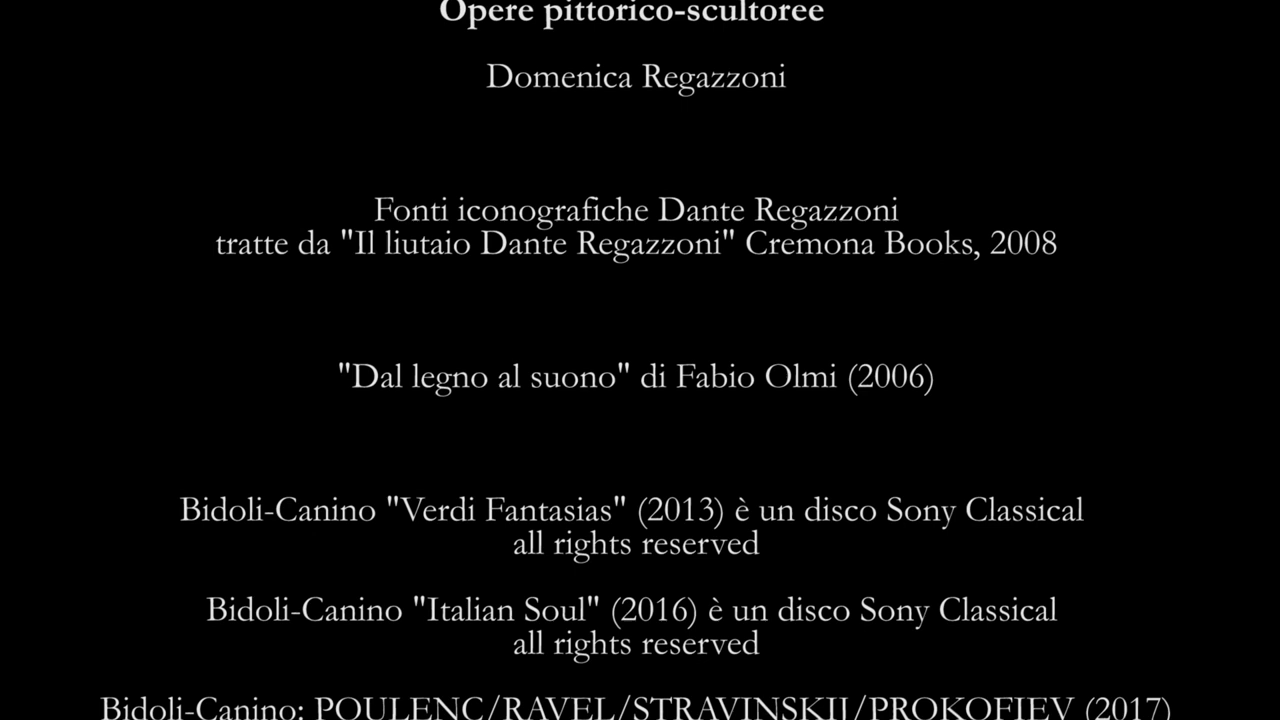 Opere pittorico-scultoree
Domenica Regazzoni
Fonti iconografiche Dante Regazzoni
tratte da "Il liutaio Dante Regazzoni" Cremona Books, 2008
"Dal legno al suono" di Fabio Olmi (2006)
Bidoli-Canino "Verdi Fantasias" (2013) è un disco Sony Classical
all rights reserved
Bidoli-Canino "Italian Soul" (2016) è un disco Sony Classical
all rights reserved
Bidoli-Canino: POULENC/RAVEL/STRAVINSKIJ/PROKOFIEV (2017)